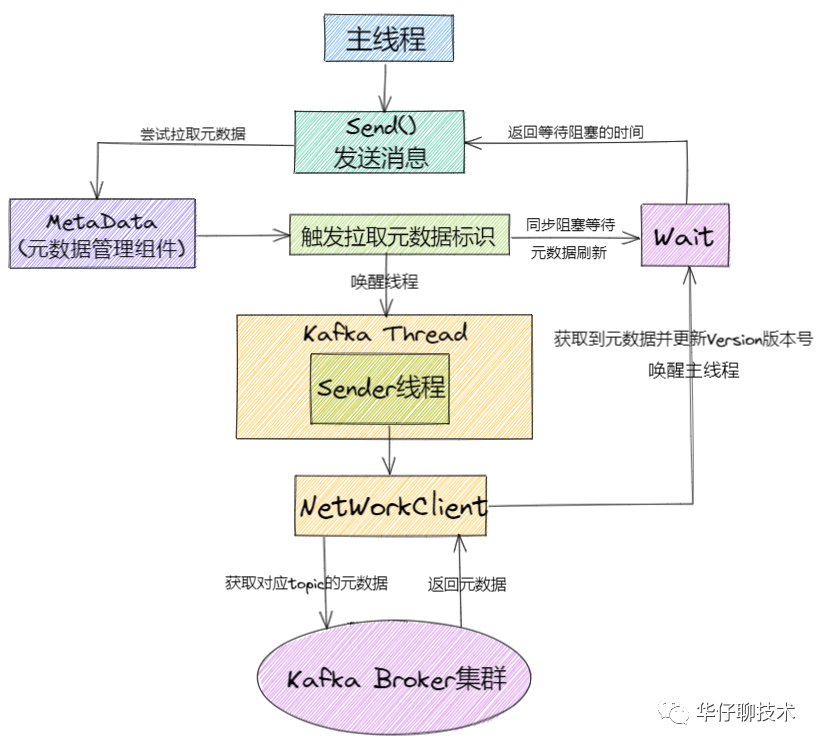 主线程
Send()
发送消息
尝试拉取元数据
返回等待阻塞的时间
MetaData
(元数据管理组件)
触发拉取元数据标识
同步阻塞等待
元数据刷新
Wait
唤醒线程
Kafka Thread
Sender线程
获取到元数据并更新Version版本号
唤醒主线程
NetWorkClient
获取对应topic的元数据
返回元数据
Kafka Broker集群
华仔聊技术